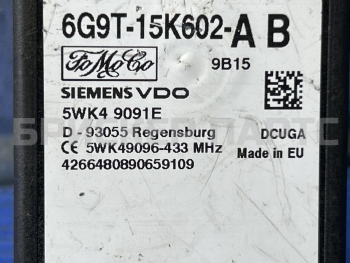 6G9T-15K602-A B
FoMoCo
9B15
SIEMENS VDO
5WK4 9091E
D - 93055 Regensburg DCUGA
CE 5WK49096-433 MHz Made in EU
4266480890659109